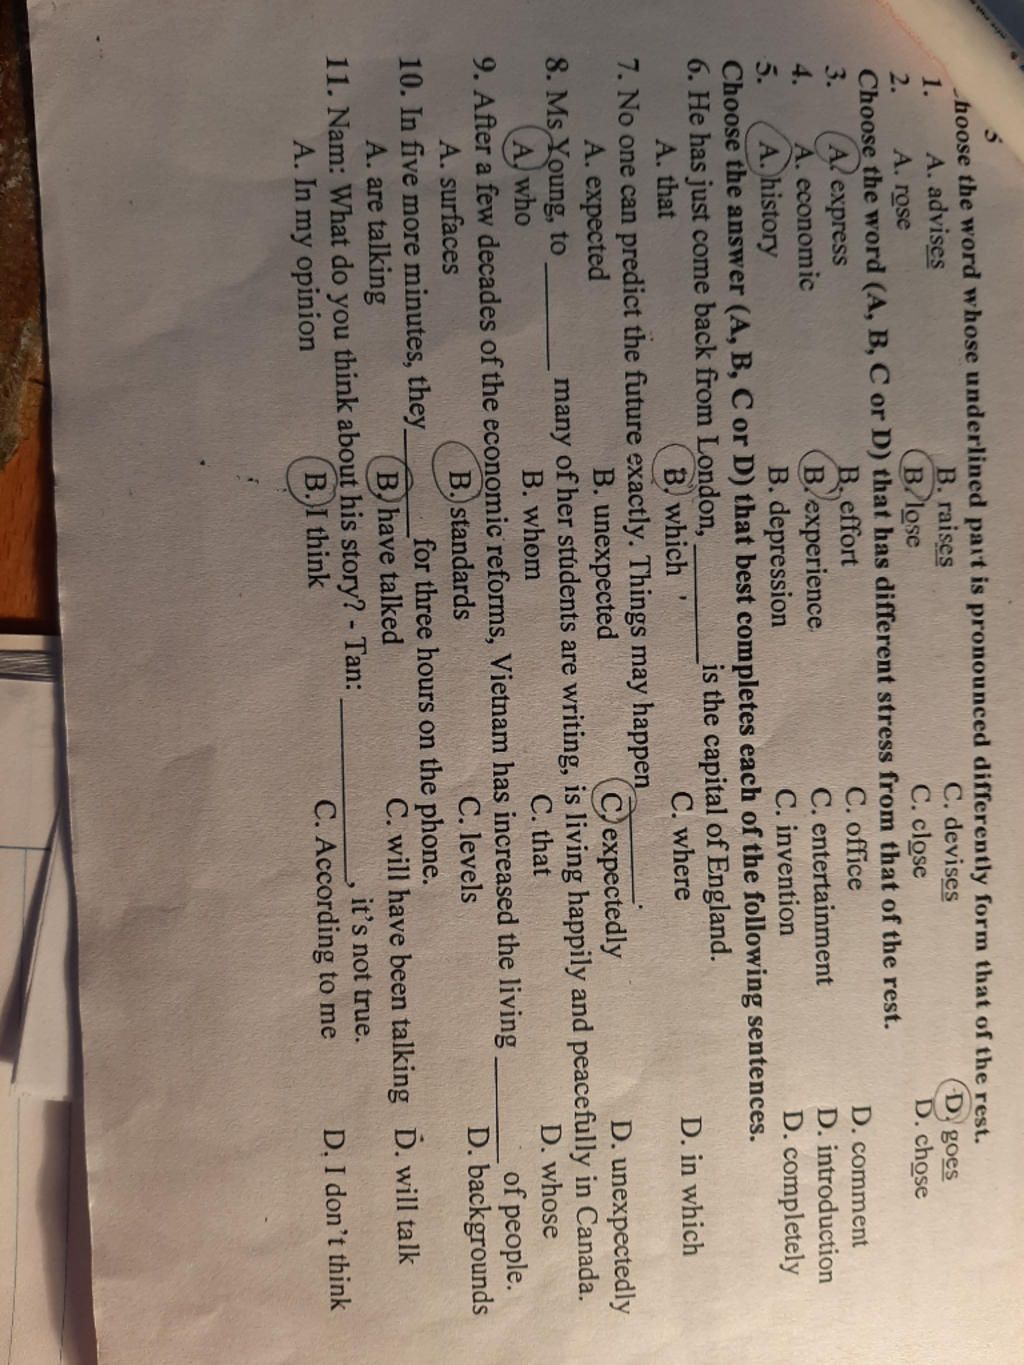 5
hoose the word whose underlined part is pronounced differently form that of the rest.
1. A. advises B. raises C. devises D. goes
2. A. rose B. lose C. close D. chose
Choose the word (A, B, C or D) that has different stress from that of the rest.
3. A. express B. effort C. office D. comment
4. A. economic B. experience C. entertainment D. introduction
5. A. history B. depression C. invention D. completely
Choose the answer (A, B, C or D) that best completes each of the following sentences.
6. He has just come back from London, ______ is the capital of England.
A. that B. which C. where D. in which
7. No one can predict the future exactly. Things may happen ______.
A. expected B. unexpected C. expectedly D. unexpectedly
8. Ms Young, to ______ many of her students are writing, is living happily and peacefully in Canada.
A. who B. whom C. that D. whose
9. After a few decades of the economic reforms, Vietnam has increased the living ______ of people.
A. surfaces B. standards C. levels D. backgrounds
10. In five more minutes, they ______ for three hours on the phone.
A. are talking B. have talked C. will have been talking D. will talk
11. Nam: What do you think about his story? - Tan: ______, it's not true.
A. In my opinion B. I think C. According to me D. I don't think